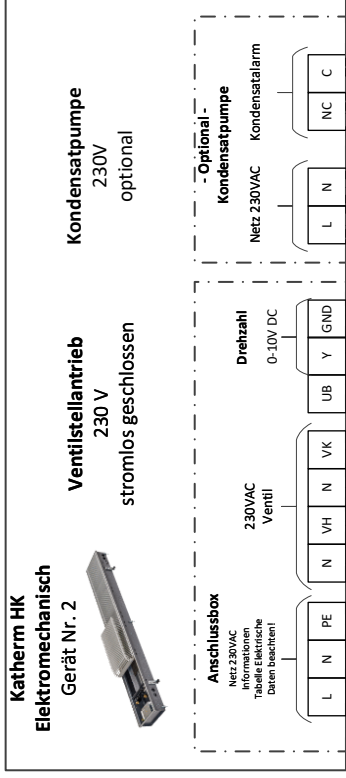 Katherm HK
Elektromechanisch
Gerät Nr. 2
Ventilstellantrieb
230 V
stromlos geschlossen
Kondensatpumpe
230V
optional
Anschlussbox
Netz 230VAC
Informationen
Tabelle Elektrische
Daten beachten!
230VAC
Ventil
Drehzahl
0-10V DC
- Optional -
Kondensatpumpe
Netz 230VAC
Kondensatalarm
L N PE
N VH N VK
UB Y GND
L N
NC C